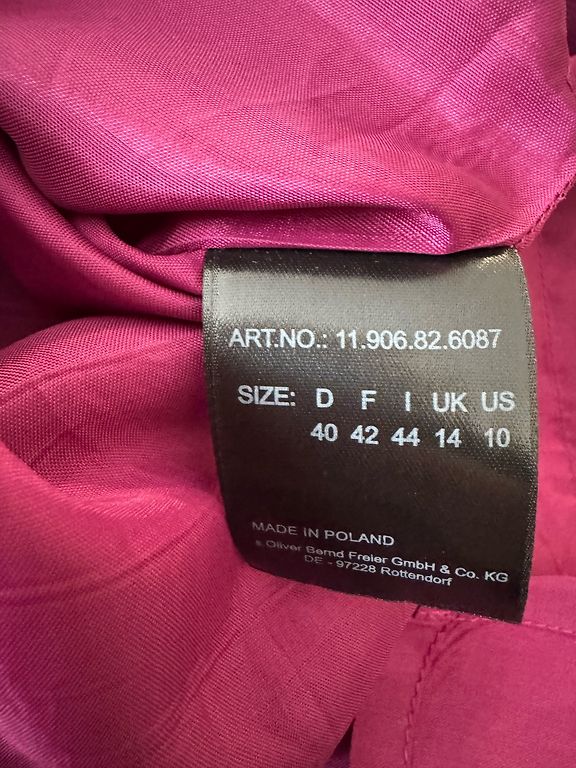 ART.NO.: 11.906.82.6087
SIZE: D F I UK US
40 42 44 14 10
MADE IN POLAND
s.Oliver Bernd Freier GmbH & Co. KG
DE - 97228 Rottendorf